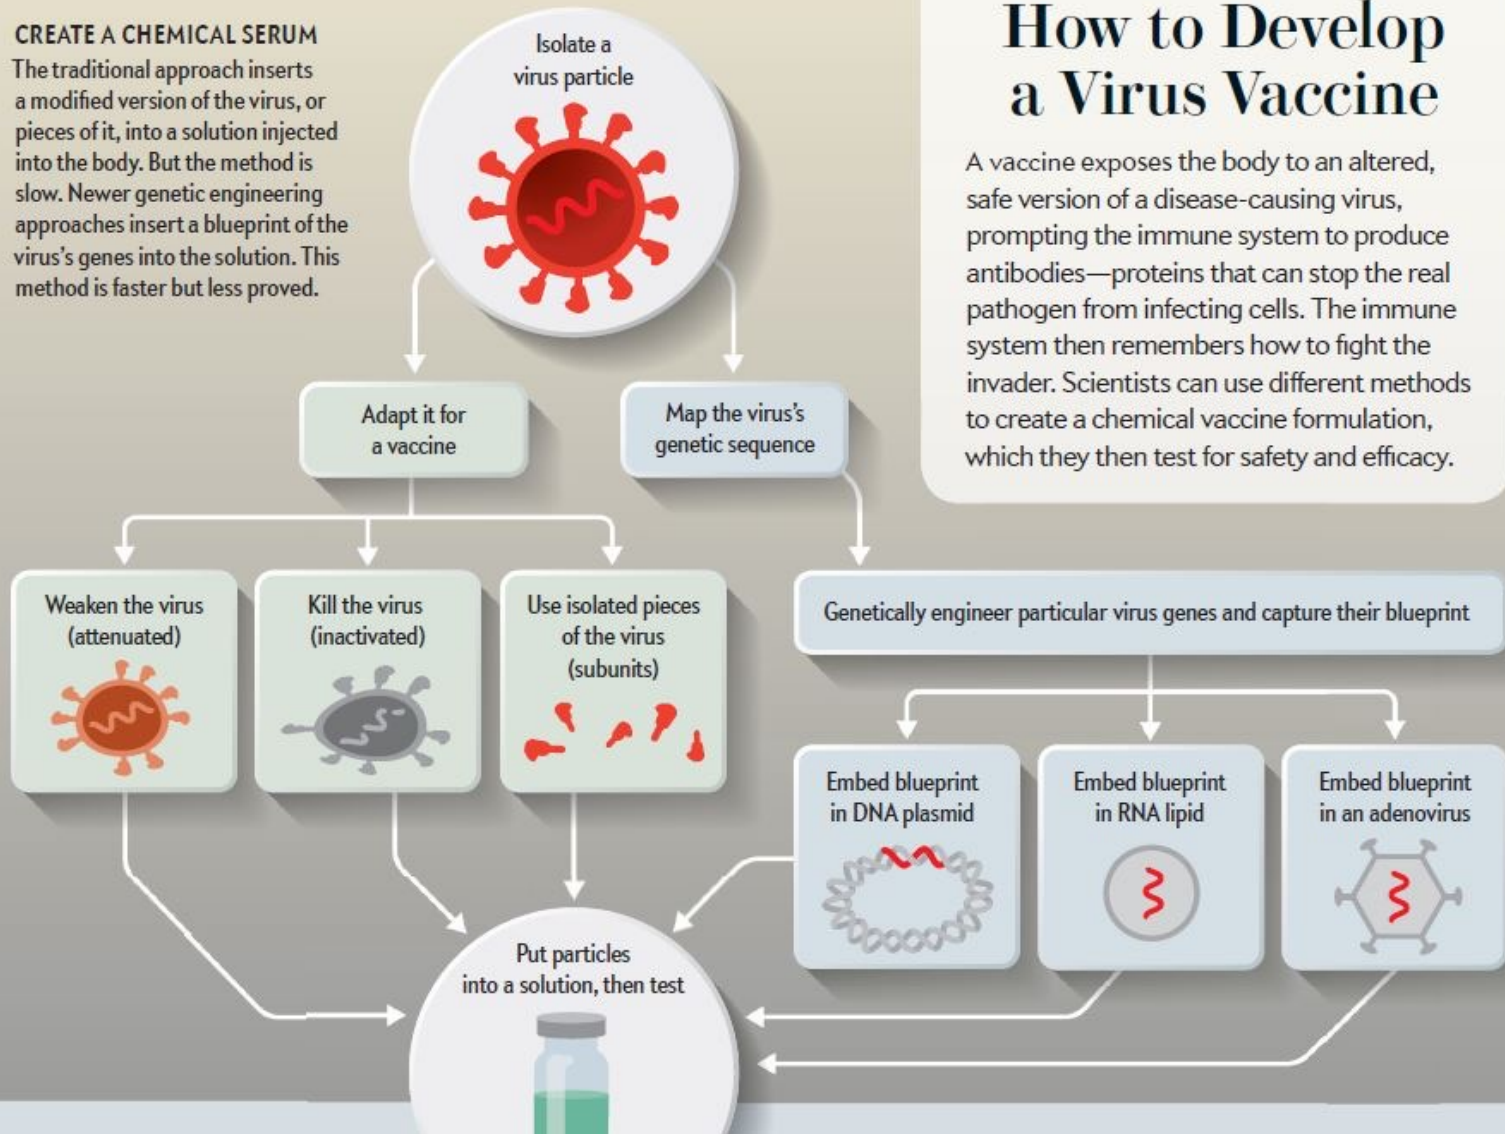 How to Develop
a Virus Vaccine
A vaccine exposes the body to an altered,
safe version of a disease-causing virus,
prompting the immune system to produce
antibodies—proteins that can stop the real
pathogen from infecting cells. The immune
system then remembers how to fight the
invader. Scientists can use different methods
to create a chemical vaccine formulation,
which they then test for safety and efficacy.
CREATE A CHEMICAL SERUM
The traditional approach inserts
a modified version of the virus, or
pieces of it, into a solution injected
into the body. But the method is
slow. Newer genetic engineering
approaches insert a blueprint of the
virus's genes into the solution. This
method is faster but less proved.
Isolate a
virus particle
Adapt it for
a vaccine
Map the virus's
genetic sequence
Weaken the virus
(attenuated)
Kill the virus
(inactivated)
Use isolated pieces
of the virus
(subunits)
Genetically engineer particular virus genes and capture their blueprint
Embed blueprint
in DNA plasmid
Embed blueprint
in RNA lipid
Embed blueprint
in an adenovirus
Put particles
into a solution, then test